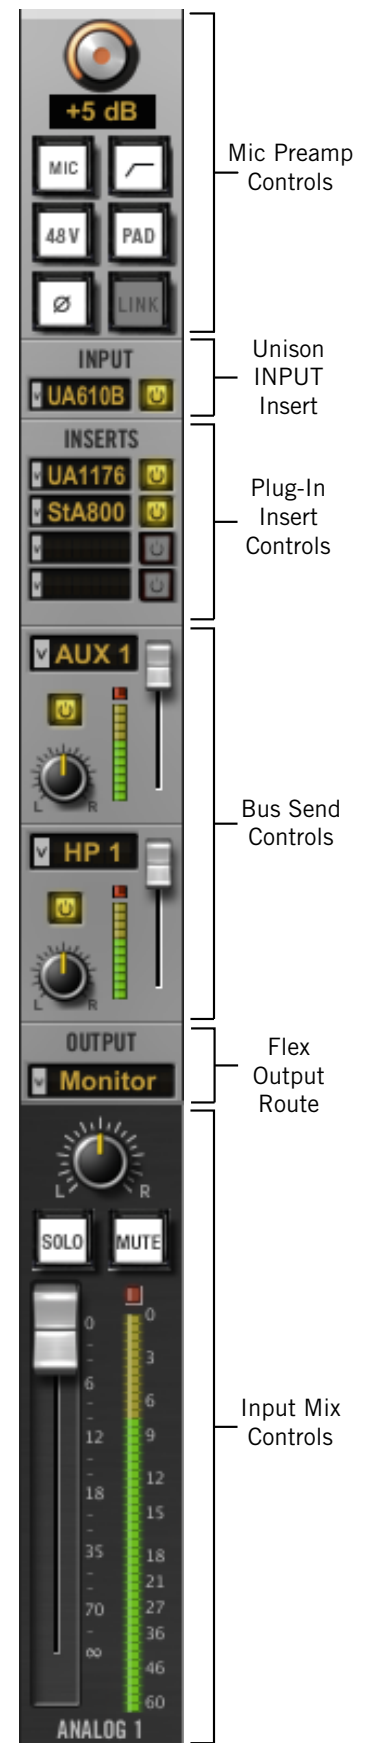 +5 dB
MIC
48V PAD
Ø LINK
Mic Preamp
Controls
INPUT
UA610B
Unison
INPUT
Insert
INSERTS
UA1176
StA800
Plug-In
Insert
Controls
AUX 1
L R
HP 1
L R
Bus Send
Controls
OUTPUT
Monitor
Flex
Output
Route
L R
SOLO MUTE
0
6
12
18
35
70
∞
0
3
6
9
12
15
18
21
27
36
46
60
Input Mix
Controls
ANALOG 1